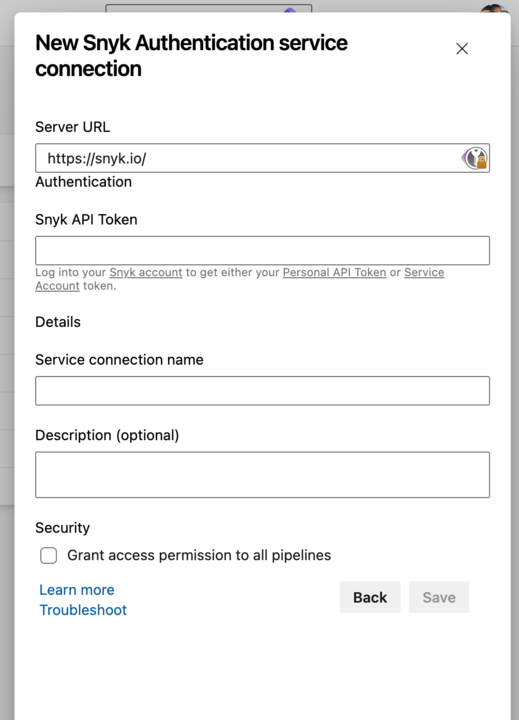 New Snyk Authentication service
connection
Server URL
https://snyk.io/
Authentication
Snyk API Token
Log into your Snyk account to get either your Personal API Token or Service
Account token.
Details
Service connection name
Description (optional)
Security
Grant access permission to all pipelines
Learn more
Troubleshoot
Back
Save